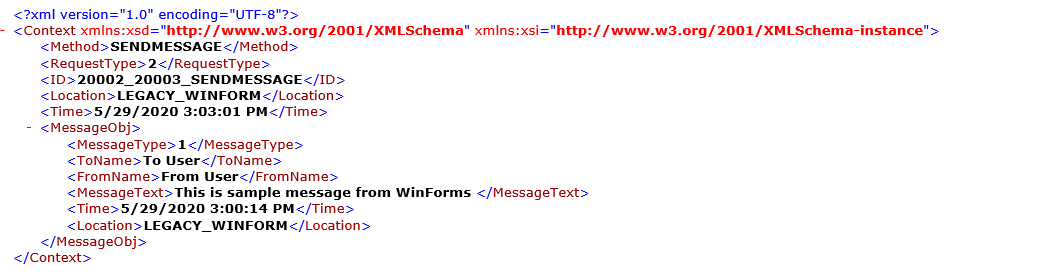 <?xml version="1.0" encoding="UTF-8"?>
- <Context xmlns:xsd="http://www.w3.org/2001/XMLSchema" xmlns:xsi="http://www.w3.org/2001/XMLSchema-instance">
<Method>SENDMESSAGE</Method>
<RequestType>2</RequestType>
<ID>20002_20003_SENDMESSAGE</ID>
<Location>LEGACY_WINFORM</Location>
<Time>5/29/2020 3:03:01 PM</Time>
- <MessageObj>
<MessageType>1</MessageType>
<ToName>To User</ToName>
<FromName>From User</FromName>
<MessageText>This is sample message from WinForms </MessageText>
<Time>5/29/2020 3:00:14 PM</Time>
<Location>LEGACY_WINFORM</Location>
</MessageObj>
</Context>